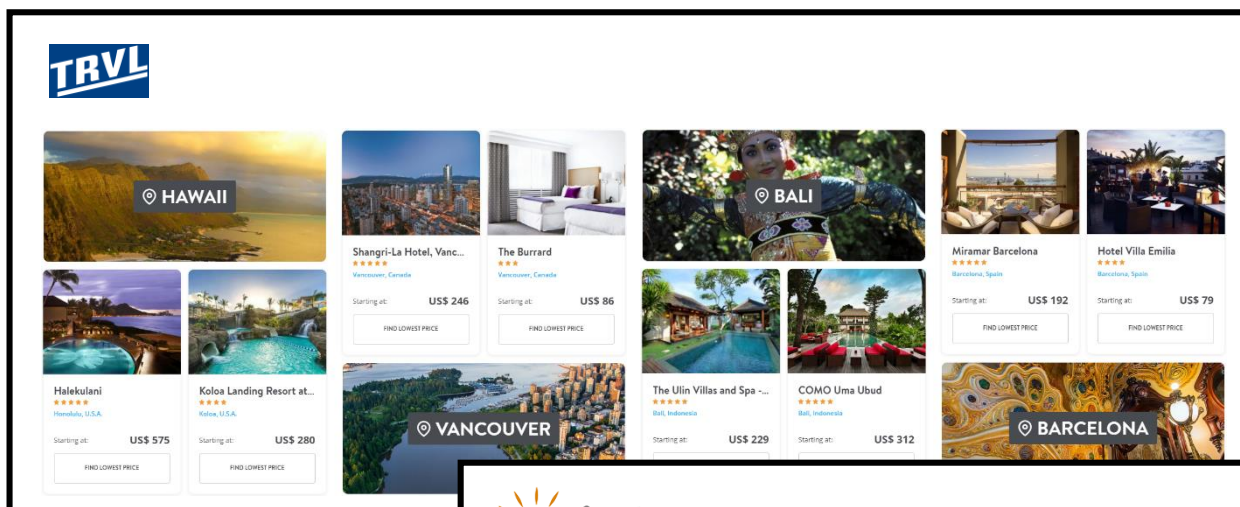 TRVL
HAWAII
Halekulani
Honolulu, U.S.A.
Starting at: US$ 575
FIND LOWEST PRICE
Koloa Landing Resort at...
Koloa, U.S.A.
Starting at: US$ 280
FIND LOWEST PRICE
Shangri-La Hotel, Vanc...
Vancouver, Canada
Starting at: US$ 246
FIND LOWEST PRICE
The Burrard
Vancouver, Canada
Starting at: US$ 86
FIND LOWEST PRICE
VANCOUVER
BALI
The Ulin Villas and Spa -...
Bali, Indonesia
Starting at: US$ 229
COMO Uma Ubud
Bali, Indonesia
Starting at: US$ 312
Miramar Barcelona
Barcelona, Spain
Starting at: US$ 192
FIND LOWEST PRICE
Hotel Villa Emilia
Barcelona, Spain
Starting at: US$ 79
FIND LOWEST PRICE
BARCELONA